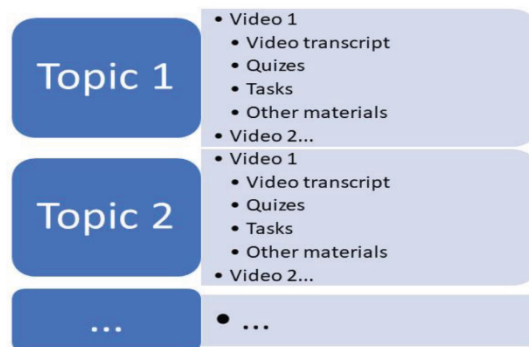 Topic 1
• Video 1
• Video transcript
• Quizes
• Tasks
• Other materials
• Video 2...
Topic 2
• Video 1
• Video transcript
• Quizes
• Tasks
• Other materials
• Video 2...
...
• ...